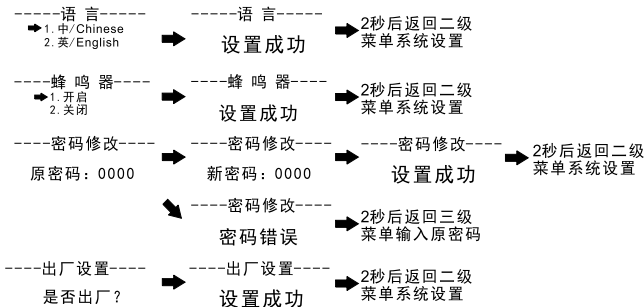 -----语 言-----
➡1. 中/Chinese
2. 英/English
-----语 言-----
设置成功
2秒后返回二级
菜单系统设置
-----蜂 鸣 器----
➡1. 开启
2. 关闭
-----蜂 鸣 器----
设置成功
2秒后返回二级
菜单系统设置
----密码修改----
原密码：0000
----密码修改----
新密码：0000
----密码修改----
设置成功
2秒后返回二级
菜单系统设置
----密码修改----
密码错误
2秒后返回三级
菜单输入原密码
----出厂设置----
是否出厂？
----出厂设置----
设置成功
2秒后返回二级
菜单系统设置